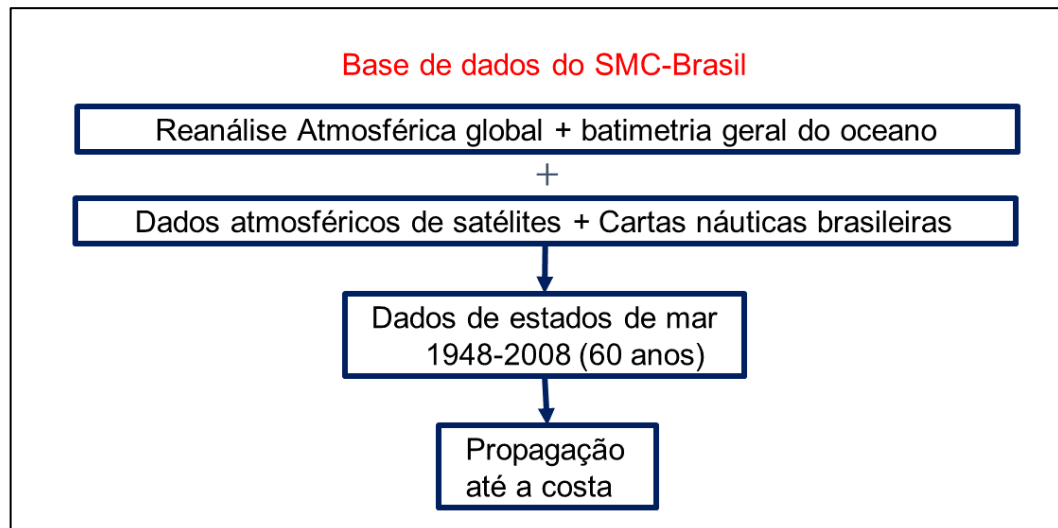 Base de dados do SMC-Brasil
Reanálise Atmosférica global + batimetria geral do oceano
+
Dados atmosféricos de satélites + Cartas náuticas brasileiras
Dados de estados de mar
1948-2008 (60 anos)
Propagação
até a costa